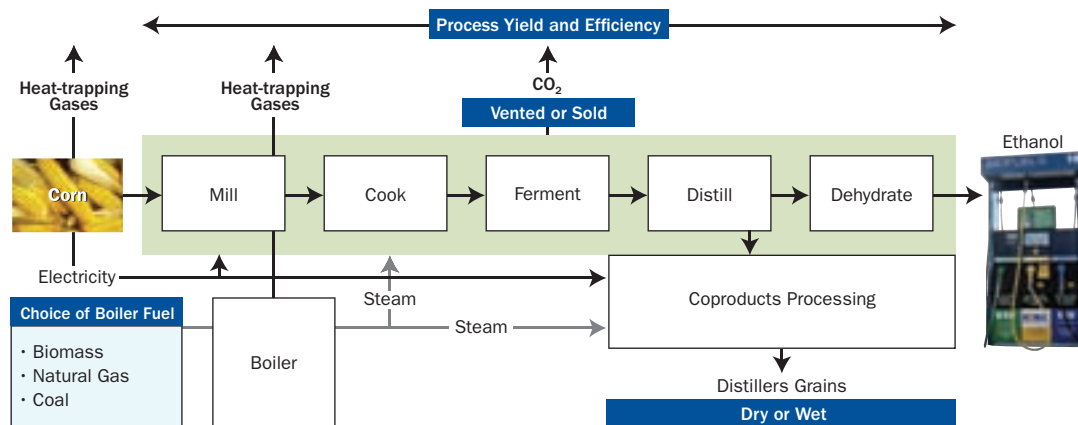 Process Yield and Efficiency
Heat-trapping
Gases
Heat-trapping
Gases
CO₂
Vented or Sold
Ethanol
Corn
Mill
Cook
Ferment
Distill
Dehydrate
Electricity
Steam
Coproducts Processing
Choice of Boiler Fuel
Steam
· Biomass
· Natural Gas
· Coal
Boiler
Distillers Grains
Dry or Wet